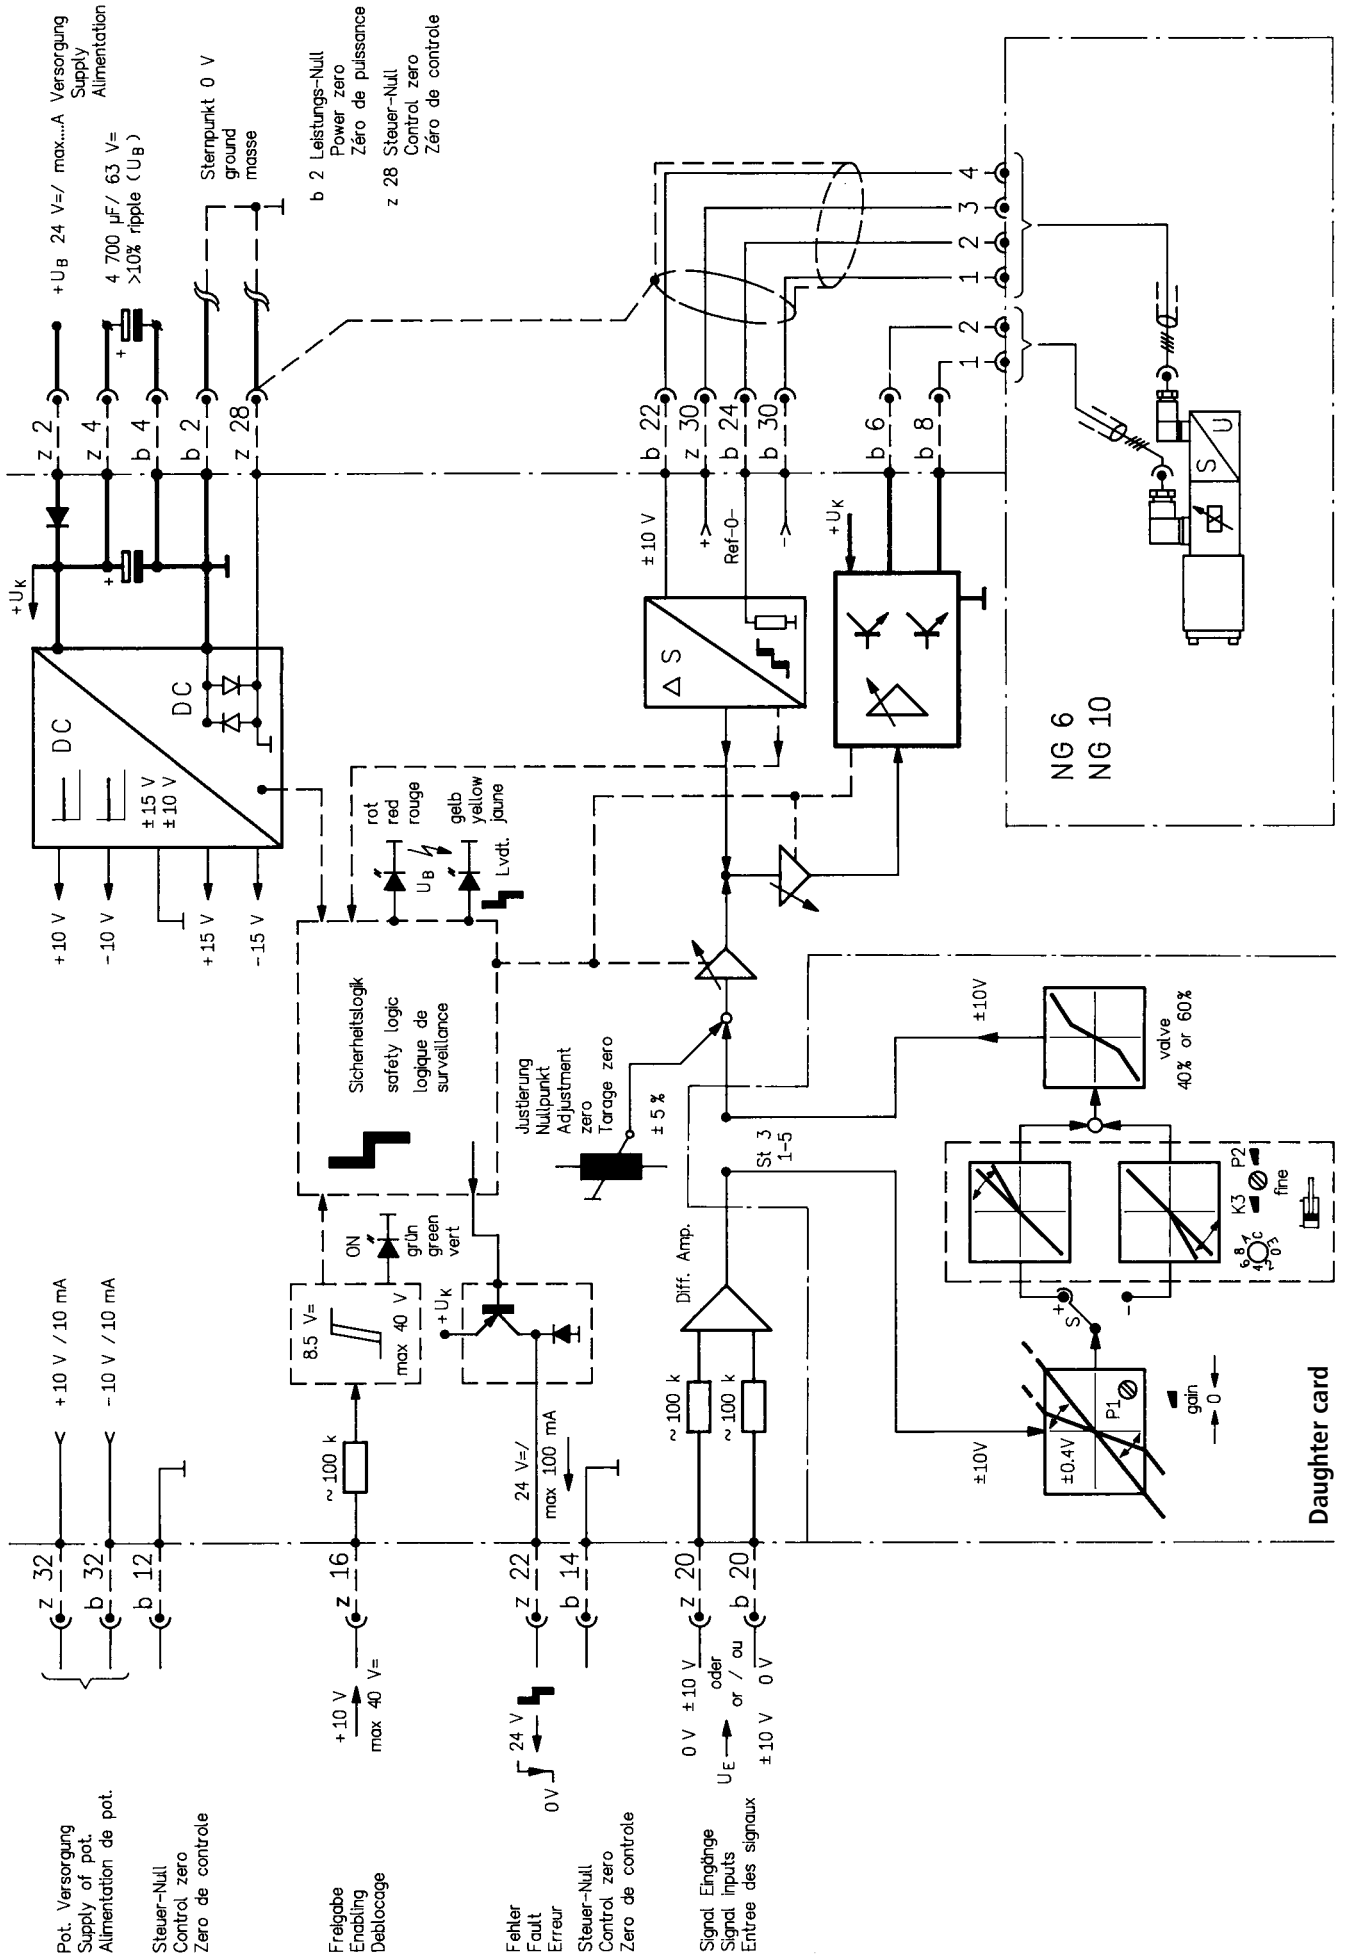 Pot. Versorgung
Supply of pot.
Alimentation de pot.
Steuer-Null
Control zero
Zero de controle
Freigabe
Enabling
Deblocage
Fehler
Fault
Erreur
Steuer-Null
Control zero
Zero de controle
Signal Eingänge
Signal inputs
Entree des signaux
+10 V
max 40 V=
24 V
0V
0 V ±10 V
oder
UE
or / ou
±10 V 0 V
z 32
b 32
b 12
z 16
z 22
b 14
z 20
b 20
+10 V / 10 mA
-10 V / 10 mA
~ 100 k
8.5 V=
max 40 V
ON
grün
green
vert
+UK
24 V=/
max 100 mA
~ 100 k
~ 100 k
Diff. Amp.
St 3
1-5
+10 V
-10 V
+15 V
-15 V
DC
±15 V
±10 V
DC
+UK
Sicherheitslogik
safety logic
logique de
surveillance
rot
red
rouge
UB
gelb
yellow
jaune
Lvdt.
Justierung
Nullpunkt
Adjustment
zero
Tarage zero
±5%
Δ S
±10 V
+
Ref-0-
-
+UK
z 2
z 4
b 4
b 2
z 28
b 22
z 30
b 24
b 30
b 6
b 8
+UB 24 V=/ max....A
Versorgung
Supply
Alimentation
4 700 µF/ 63 V=
>10% ripple (UB)
+
+
Sternpunkt 0 V
ground
masse
b 2 Leistungs-Null
Power zero
Zéro de puissance
z 28 Steuer-Null
Control zero
Zéro de controle
1 2 1 2 3 4
NG 6
NG 10
S
U
±10V
±0.4V
P1
gain
0
S
+
-
K3
P2
fine
valve
40% or 60%
±10V
Daughter card